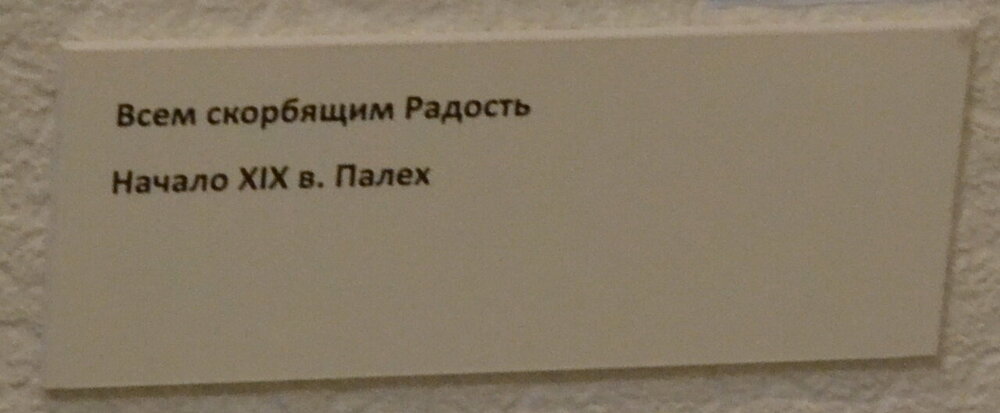 Всем скорбящим Радость
Начало XIX в. Палех